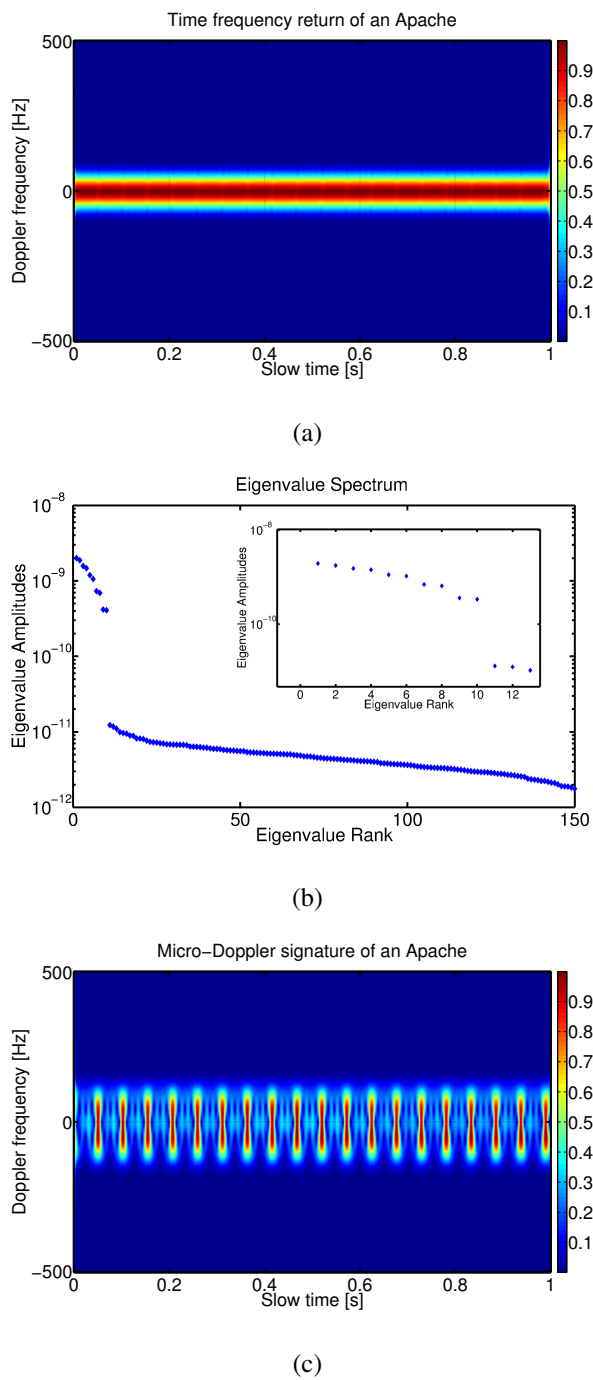 Time frequency return of an Apache
Doppler frequency [Hz]
500
0
−500
0 0.2 0.4 0.6 0.8 1
Slow time [s]
0.9
0.8
0.7
0.6
0.5
0.4
0.3
0.2
0.1
(a)
Eigenvalue Spectrum
Eigenvalue Amplitudes
10−8
10−9
10−10
10−11
10−12
0 50 100 150
Eigenvalue Rank
Eigenvalue Amplitudes
10−8
10−10
0 2 4 6 8 10 12
Eigenvalue Rank
(b)
Micro−Doppler signature of an Apache
Doppler frequency [Hz]
500
0
−500
0 0.2 0.4 0.6 0.8 1
Slow time [s]
0.9
0.8
0.7
0.6
0.5
0.4
0.3
0.2
0.1
(c)